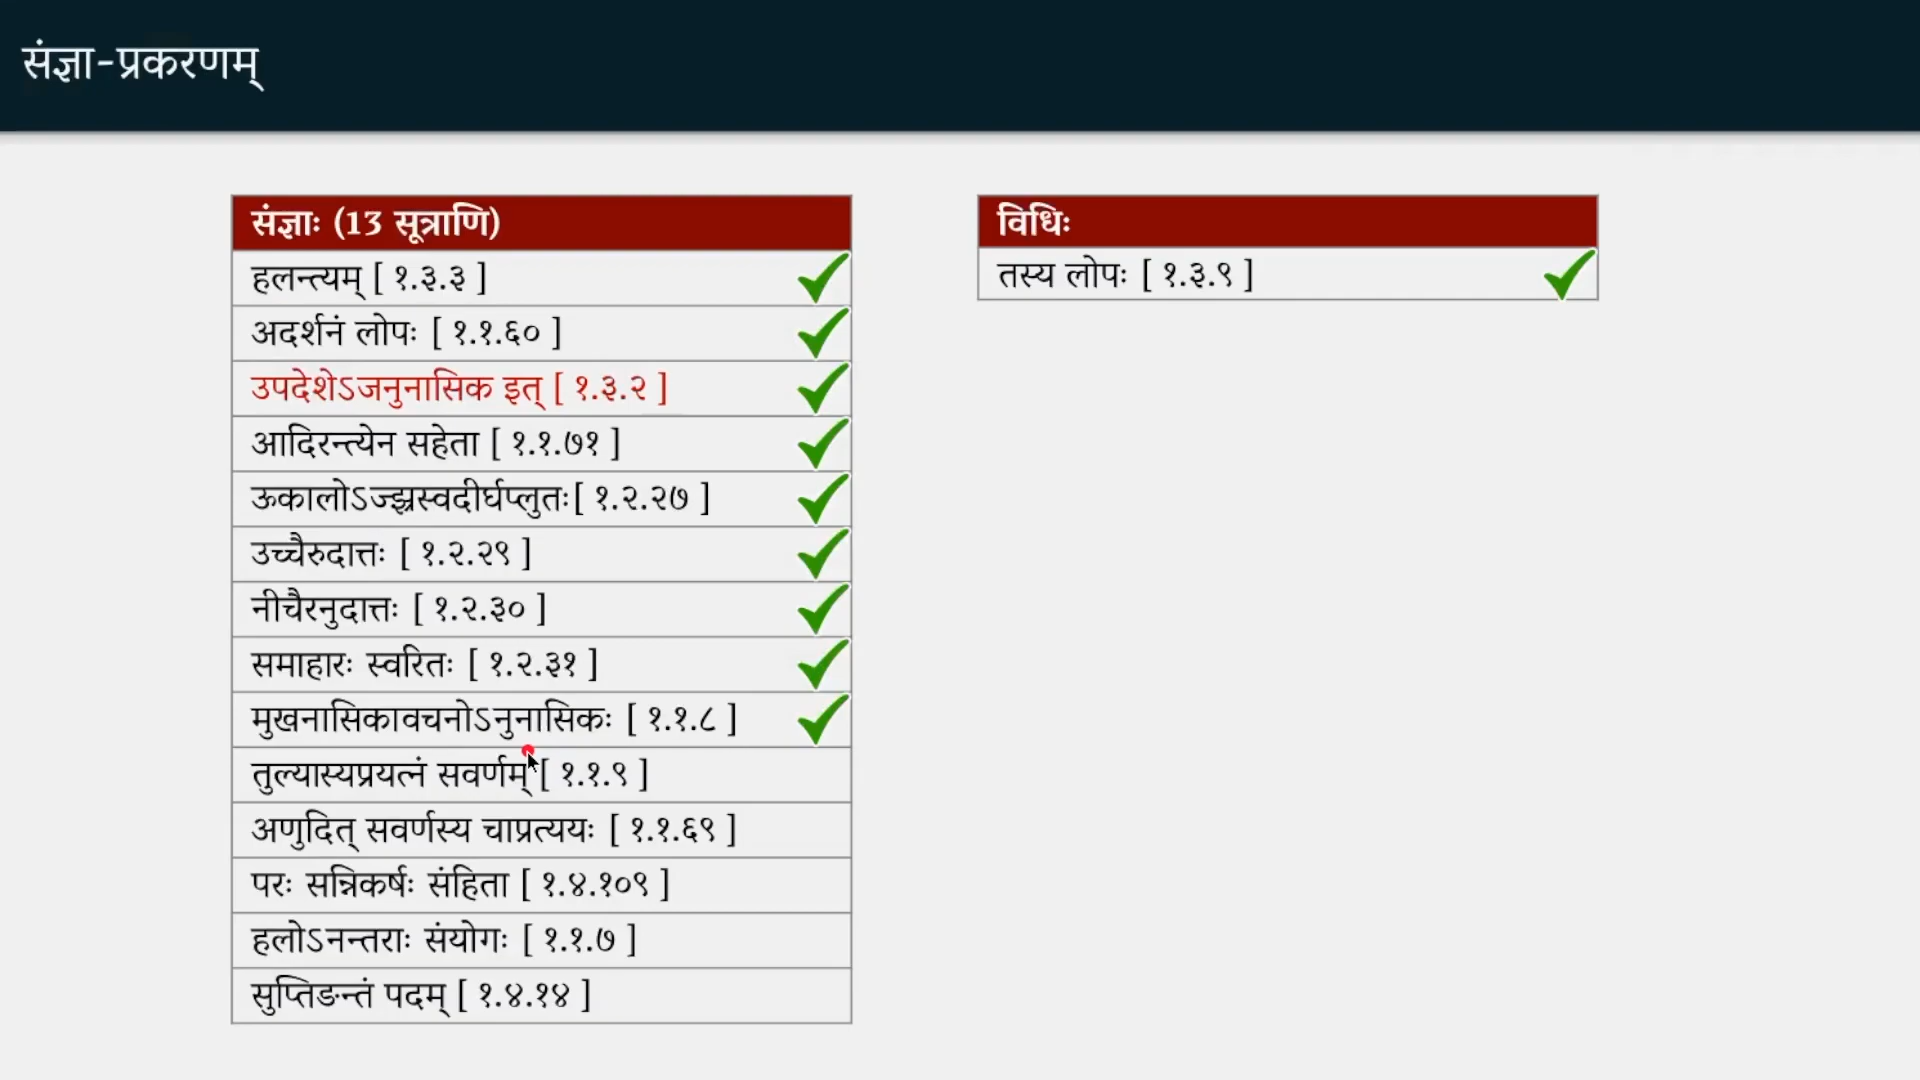 संज्ञा-प्रकरणम्
संज्ञाः (13 सूत्राणि)
हलन्त्यम् [ १.३.३ ]
अदर्शनं लोपः [ १.१.६० ]
उपदेशेऽजनुनासिक इत् [ १.३.२ ]
आदिरन्त्येन सहेता [ १.१.७१ ]
ऊकालोऽज्झ्रस्वदीर्घप्लुतः[ १.२.२७ ]
उच्चैरुदात्तः [ १.२.२९ ]
नीचैरनुदात्तः [ १.२.३० ]
समाहारः स्वरितः [ १.२.३१ ]
मुखनासिकावचनोऽनुनासिकः [ १.१.८ ]
तुल्यास्यप्रयत्नं सवर्णम् [ १.१.९ ]
अणुदित् सवर्णस्य चाप्रत्ययः [ १.१.६९ ]
परः सन्निकर्षः संहिता [ १.४.१०९ ]
हलोऽनन्तराः संयोगः [ १.१.७ ]
सुप्तिङन्तं पदम् [ १.४.१४ ]
विधिः
तस्य लोपः [ १.३.९ ]